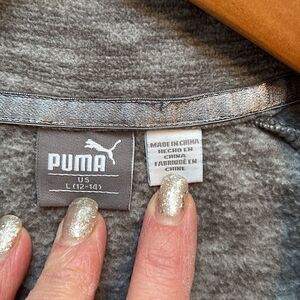 PUMA
US
L (12-14)
MADE IN CHINA
HECHO EN
CHINA
FABRIQUÉ EN
CHINE